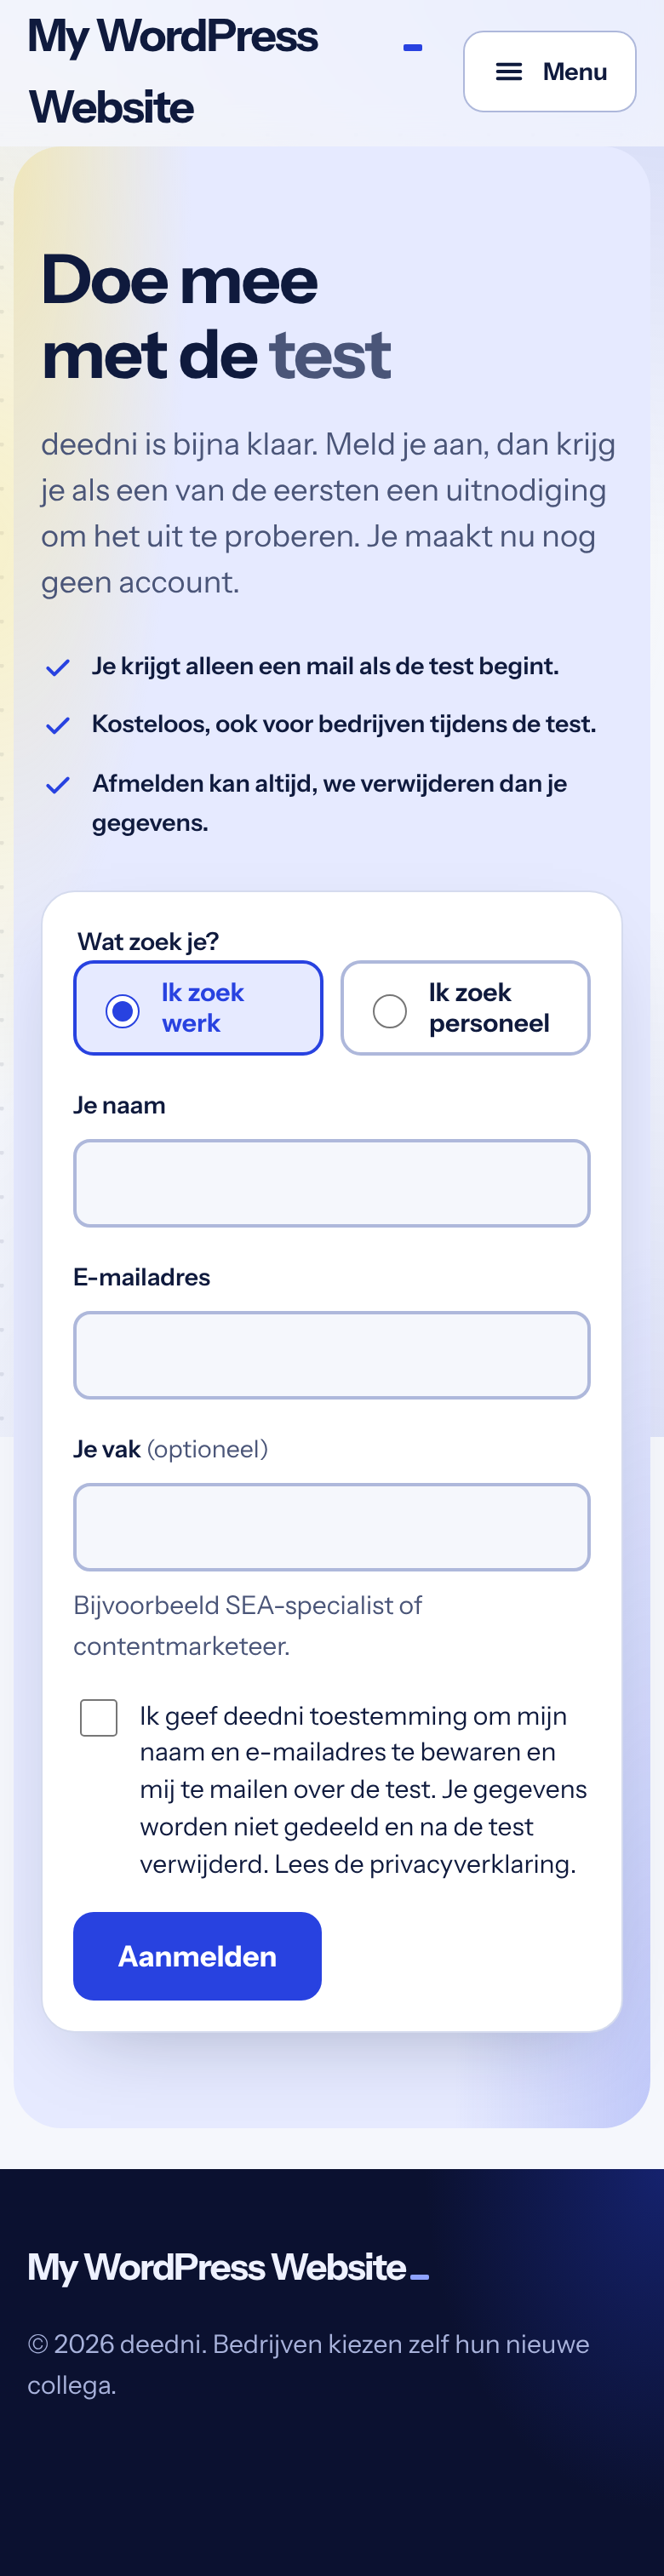 My WordPress
Website
Menu
Doe mee
met de test
deedni is bijna klaar. Meld je aan, dan krijg
je als een van de eersten een uitnodiging
om het uit te proberen. Je maakt nu nog
geen account.
Je krijgt alleen een mail als de test begint.
Kosteloos, ook voor bedrijven tijdens de test.
Afmelden kan altijd, we verwijderen dan je
gegevens.
Wat zoek je?
Ik zoek
werk
Ik zoek
personeel
Je naam
E-mailadres
Je vak (optioneel)
Bijvoorbeeld SEA-specialist of
contentmarketeer.
Ik geef deedni toestemming om mijn
naam en e-mailadres te bewaren en
mij te mailen over de test. Je gegevens
worden niet gedeeld en na de test
verwijderd. Lees de privacyverklaring.
Aanmelden
My WordPress Website
© 2026 deedni. Bedrijven kiezen zelf hun nieuwe
collega.